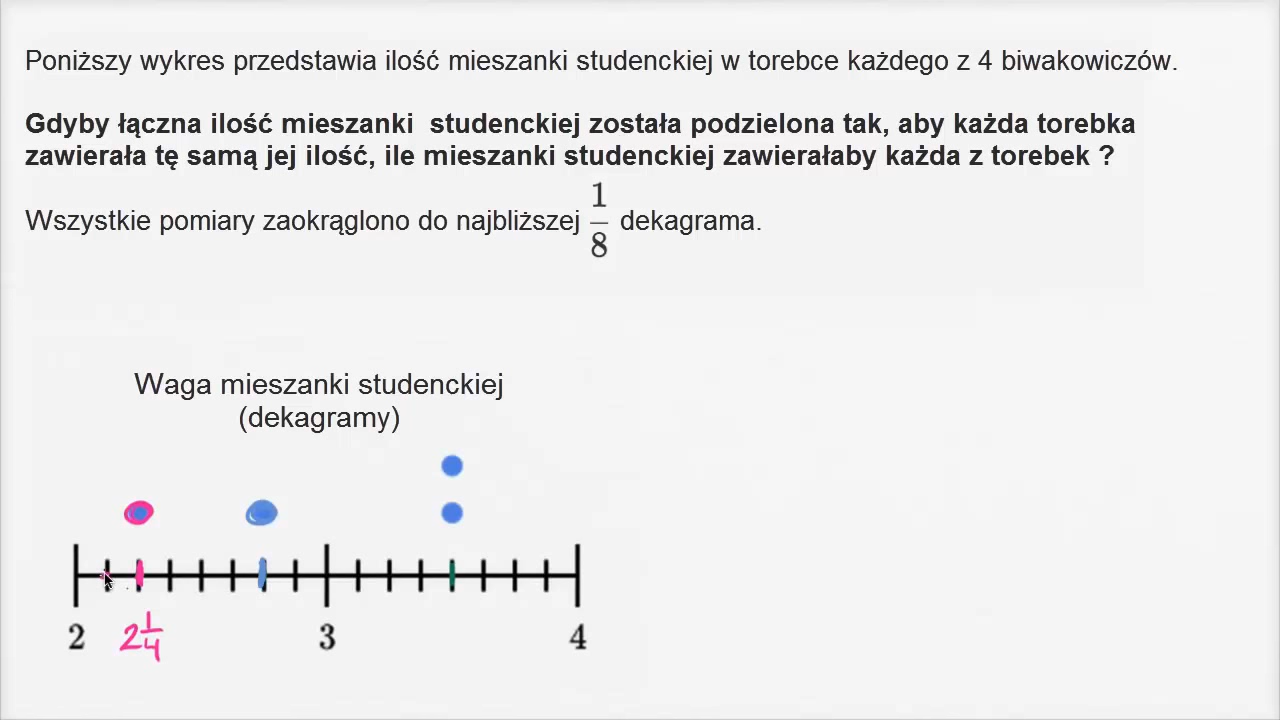 Poniższy wykres przedstawia ilość mieszanki studenckiej w torebce każdego z 4 biwakowiczów.
Gdyby łączna ilość mieszanki studenckiej została podzielona tak, aby każda torebka
zawierała tę samą jej ilość, ile mieszanki studenckiej zawierałaby każda z torebek ?
Wszystkie pomiary zaokrąglono do najbliższej 1/8 dekagrama.
Waga mieszanki studenckiej
(dekagramy)
2 2 1/4 3 4